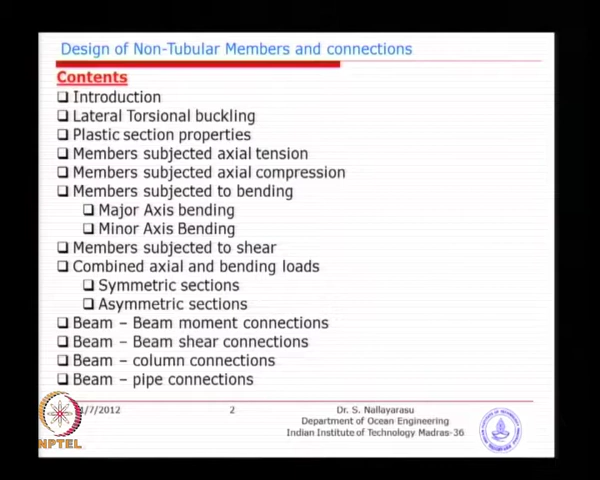 Design of Non-Tubular Members and connections
Contents
Introduction
Lateral Torsional buckling
Plastic section properties
Members subjected axial tension
Members subjected axial compression
Members subjected to bending
Major Axis bending
Minor Axis Bending
Members subjected to shear
Combined axial and bending loads
Symmetric sections
Asymmetric sections
Beam – Beam moment connections
Beam – Beam shear connections
Beam – column connections
Beam – pipe connections
/7/2012 2 Dr. S. Nallayarasu
Department of Ocean Engineering
Indian Institute of Technology Madras-36
NPTEL